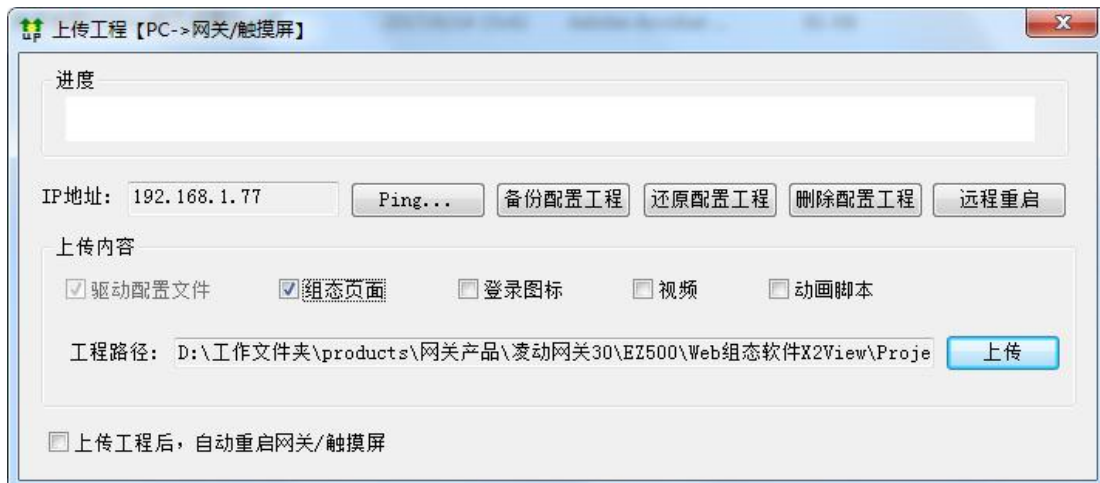 UP 上传工程【PC->网关/触摸屏】 X
进度
IP地址: 192.168.1.77 Ping... 备份配置工程 还原配置工程 删除配置工程 远程重启
上传内容
驱动配置文件 组态页面 登录图标 视频 动画脚本
工程路径: D:\工作文件夹\products\网关产品\凌动网关30\EZ500\Web组态软件X2View\Proje 上传
上传工程后，自动重启网关/触摸屏